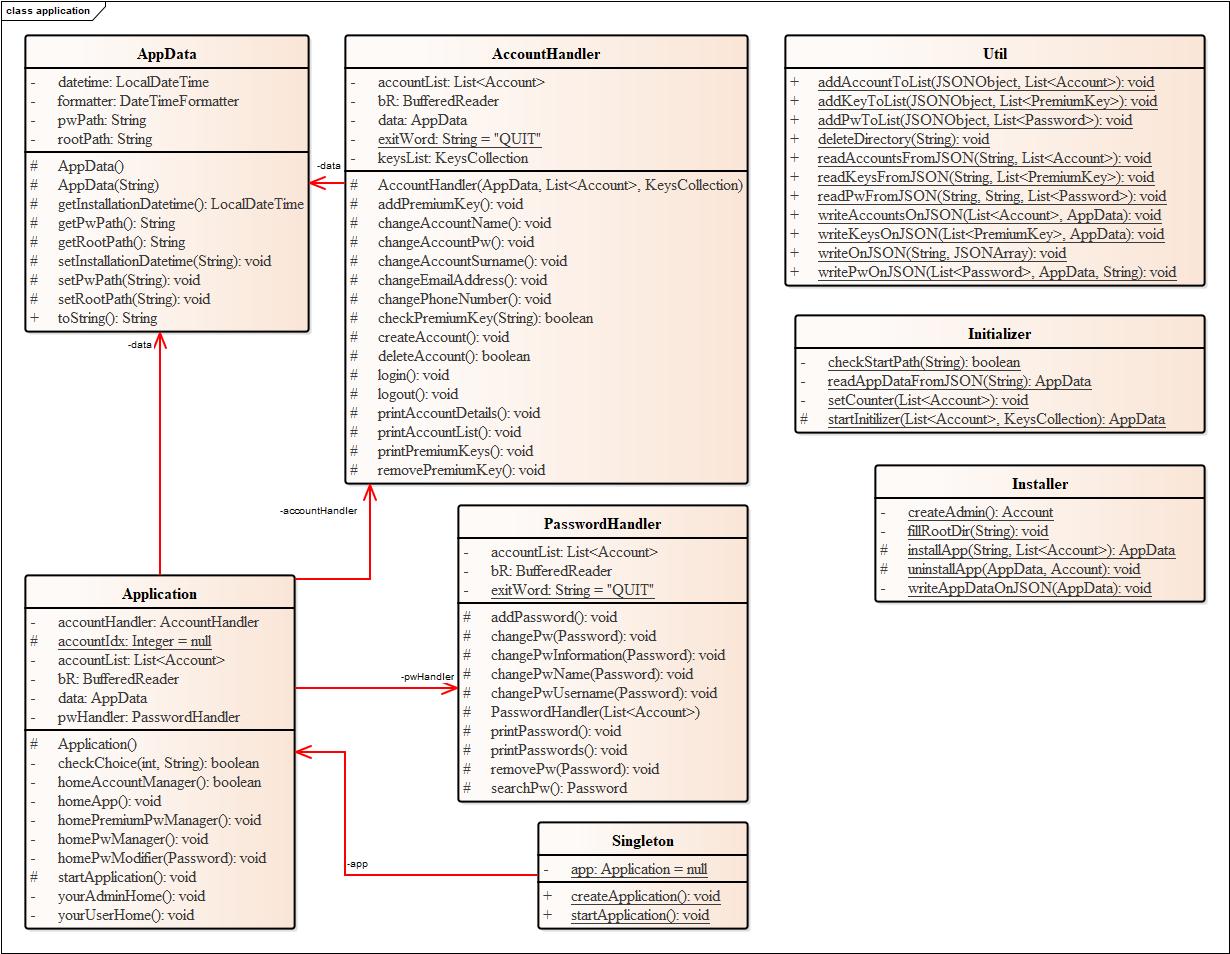 class application
AppData
- datetime: LocalDateTime
- formatter: DateTimeFormatter
- pwPath: String
- rootPath: String
# AppData()
# AppData(String)
# getInstallationDatetime(): LocalDateTime
# getPwPath(): String
# getRootPath(): String
# setInstallationDatetime(String): void
# setPwPath(String): void
# setRootPath(String): void
+ toString(): String
-data
AccountHandler
- accountList: List<Account>
- bR: BufferedReader
- data: AppData
- exitWord: String = "QUIT"
- keysList: KeysCollection
# AccountHandler(AppData, List<Account>, KeysCollection)
# addPremiumKey(): void
# changeAccountName(): void
# changeAccountPw(): void
# changeAccountSurname(): void
# changeEmailAddress(): void
# changePhoneNumber(): void
# checkPremiumKey(String): boolean
# createAccount(): void
# deleteAccount(): boolean
# login(): void
# logout(): void
# printAccountDetails(): void
# printAccountList(): void
# printPremiumKeys(): void
# removePremiumKey(): void
Util
+ addAccountToList(JSONObject, List<Account>): void
+ addKeyToList(JSONObject, List<PremiumKey>): void
+ addPwToList(JSONObject, List<Password>): void
+ deleteDirectory(String): void
+ readAccountsFromJSON(String, List<Account>): void
+ readKeysFromJSON(String, List<PremiumKey>): void
+ readPwFromJSON(String, String, List<Password>): void
+ writeAccountsOnJSON(List<Account>, AppData): void
+ writeKeysOnJSON(List<PremiumKey>, AppData): void
+ writeOnJSON(String, JSONArray): void
+ writePwOnJSON(List<Password>, AppData, String): void
Initializer
- checkStartPath(String): boolean
- readAppDataFromJSON(String): AppData
- setCounter(List<Account>): void
# startInitilizer(List<Account>, KeysCollection): AppData
Installer
- createAdmin(): Account
- fillRootDir(String): void
# installApp(String, List<Account>): AppData
# uninstallApp(AppData, Account): void
- writeAppDataOnJSON(AppData): void
-data
-accountHandler
PasswordHandler
- accountList: List<Account>
- bR: BufferedReader
- exitWord: String = "QUIT"
# addPassword(): void
# changePw(Password): void
# changePwInformation(Password): void
# changePwName(Password): void
# changePwUsername(Password): void
# PasswordHandler(List<Account>)
# printPassword(): void
# printPasswords(): void
# removePw(Password): void
# searchPw(): Password
Application
- accountHandler: AccountHandler
# accountIdx: Integer = null
- accountList: List<Account>
- bR: BufferedReader
- data: AppData
- pwHandler: PasswordHandler
# Application()
- checkChoice(int, String): boolean
- homeAccountManager(): boolean
- homeApp(): void
- homePremiumPwManager(): void
- homePwManager(): void
- homePwModifier(Password): void
# startApplication(): void
- yourAdminHome(): void
- yourUserHome(): void
-pwHandler
-app
Singleton
- app: Application = null
+ createApplication(): void
+ startApplication(): void